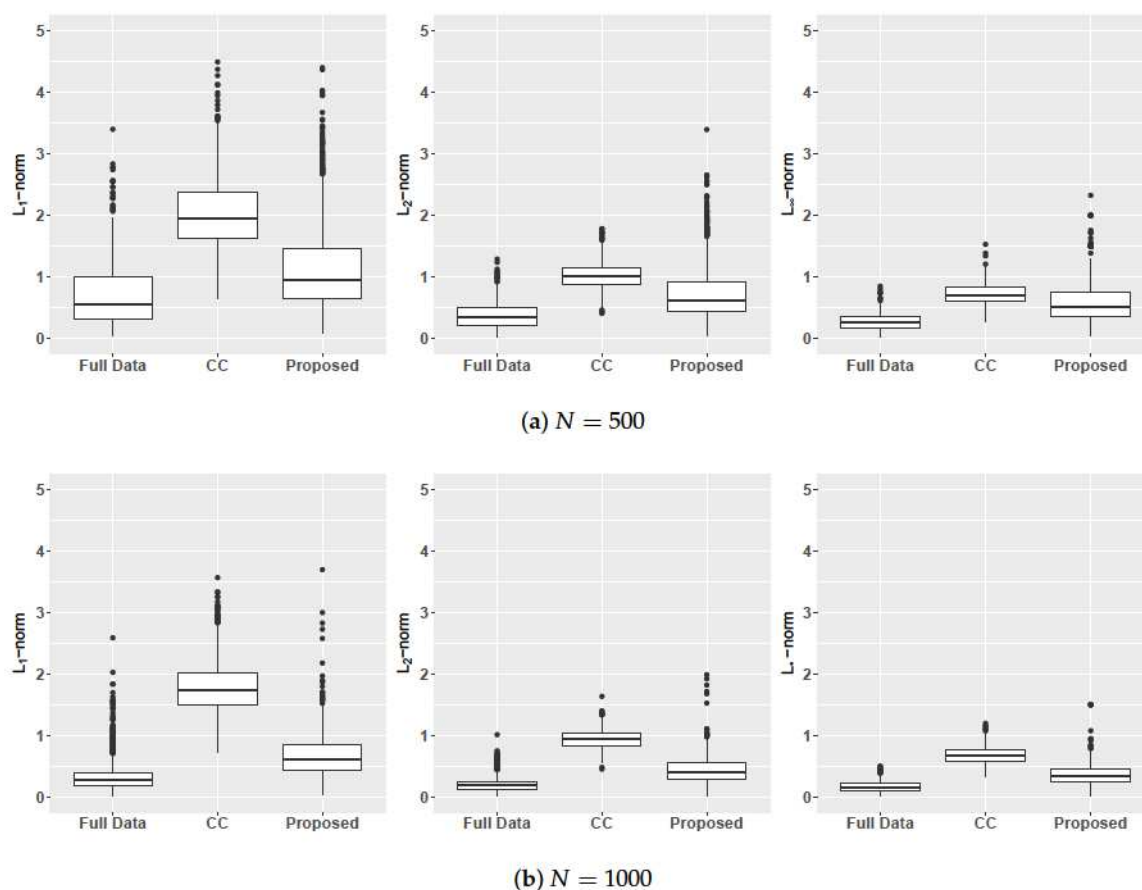 5 5 5
4 4 4
3 3 3
2 2 2
1 1 1
0 0 0
L₁−norm L₂−norm L∞−norm
Full Data CC Proposed Full Data CC Proposed Full Data CC Proposed
(a) N = 500
5 5 5
4 4 4
3 3 3
2 2 2
1 1 1
0 0 0
L₁−norm L₂−norm L.−norm
Full Data CC Proposed Full Data CC Proposed Full Data CC Proposed
(b) N = 1000